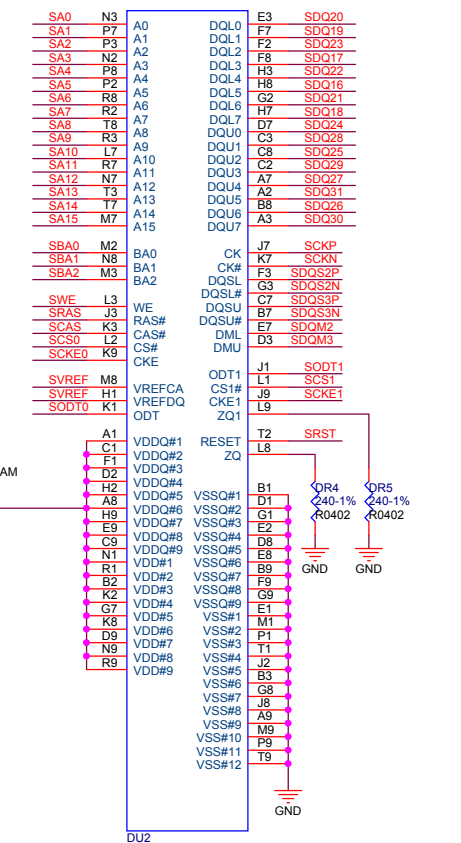 SA0 N3 A0 DQL0 E3 SDQ20
SA1 P7 A1 DQL1 F7 SDQ19
SA2 P3 A2 DQL2 F2 SDQ23
SA3 N2 A3 DQL3 F8 SDQ17
SA4 P8 A4 DQL4 H3 SDQ22
SA5 P2 A5 DQL5 H8 SDQ16
SA6 R8 A6 DQL6 G2 SDQ21
SA7 R2 A7 DQL7 H7 SDQ18
SA8 T8 A8 DQU0 D7 SDQ24
SA9 R3 A9 DQU1 C3 SDQ28
SA10 L7 A10 DQU2 C8 SDQ25
SA11 R7 A11 DQU3 C2 SDQ29
SA12 N7 A12 DQU4 A7 SDQ27
SA13 T3 A13 DQU5 A2 SDQ31
SA14 T7 A14 DQU6 B8 SDQ26
SA15 M7 A15 DQU7 A3 SDQ30
SBA0 M2 BA0 CK J7 SCKP
SBA1 N8 BA1 CK# K7 SCKN
SBA2 M3 BA2 DQSL F3 SDQS2P
DQSL# G3 SDQS2N
SWE L3 WE DQSU C7 SDQS3P
SRAS J3 RAS# DQSU# B7 SDQS3N
SCAS K3 CAS# DML E7 SDQM2
SCS0 L2 CS# DMU D3 SDQM3
SCKE0 K9 CKE
ODT1 J1 SODT1
SVREF M8 VREFCA CS1# L1 SCS1
SVREF H1 VREFDQ CKE1 J9 SCKE1
SODT0 K1 ODT ZQ1 L9
A1 VDDQ#1 RESET T2 SRST
C1 VDDQ#2 ZQ L8
F1 VDDQ#3
AM
D2 VDDQ#4
H2 VDDQ#5 VSSQ#1 B1
A8 VDDQ#6 VSSQ#2 D1
H9 VDDQ#7 VSSQ#3 G1
E9 VDDQ#8 VSSQ#4 E2
C9 VDDQ#9 VSSQ#5 D8
N1 VDD#1 VSSQ#6 E8
R1 VDD#2 VSSQ#7 B9
B2 VDD#3 VSSQ#8 F9
K2 VDD#4 VSSQ#9 G9
G7 VDD#5 VSS#1 E1
K8 VDD#6 VSS#2 M1
D9 VDD#7 VSS#3 P1
N9 VDD#8 VSS#4 T1
R9 VDD#9 VSS#5 J2
VSS#6 B3
VSS#7 G8
VSS#8 J8
VSS#9 A9
VSS#10 M9
VSS#11 P9
VSS#12 T9
DR4 DR5
240-1% 240-1%
R0402 R0402
GND GND
GND
DU2